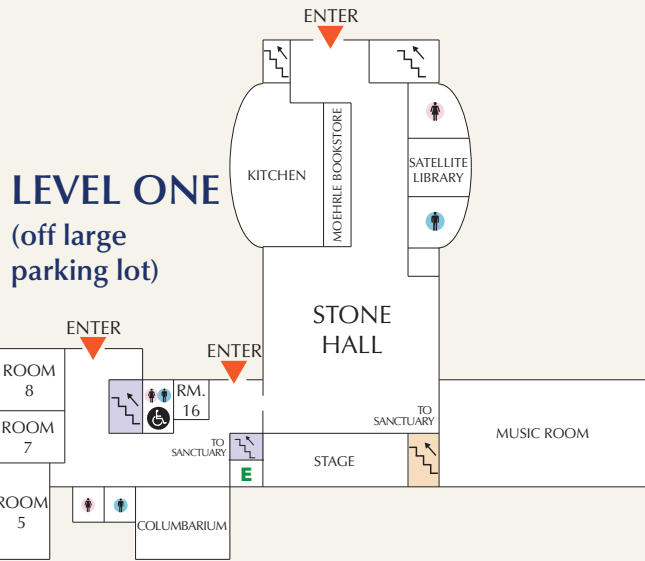 ENTER
KITCHEN
MOEHRLE BOOKSTORE
SATELLITE
LIBRARY
LEVEL ONE
(off large
parking lot)
STONE
HALL
ENTER
ENTER
ROOM
8
RM.
16
ROOM
7
TO
SANCTUARY
TO
SANCTUARY
MUSIC ROOM
STAGE
E
ROOM
5
COLUMBARIUM